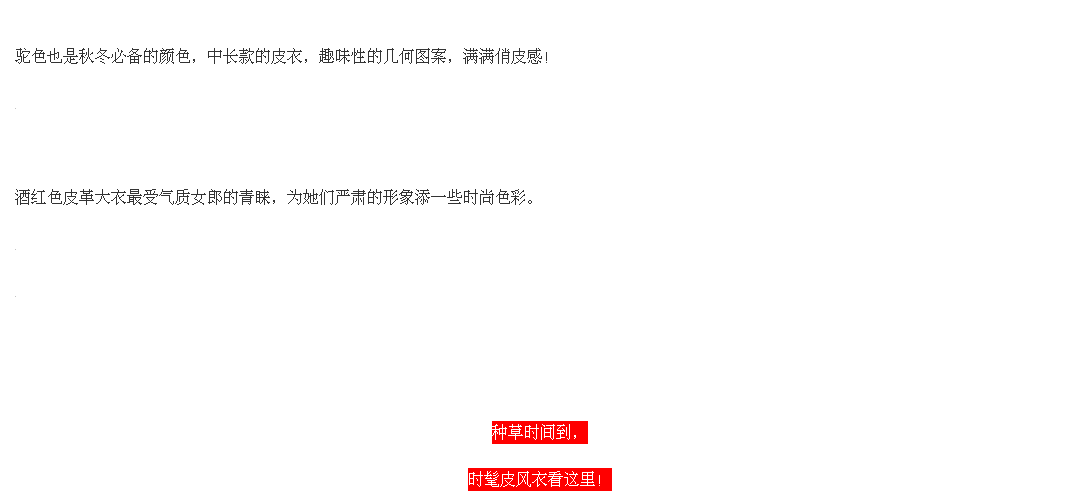 驼色也是秋冬必备的颜色，中长款的皮衣，趣味性的几何图案，满满俏皮感！
酒红色皮革大衣最受气质女郎的青睐，为她们严肃的形象添一些时尚色彩。
种草时间到，
时髦皮风衣看这里！